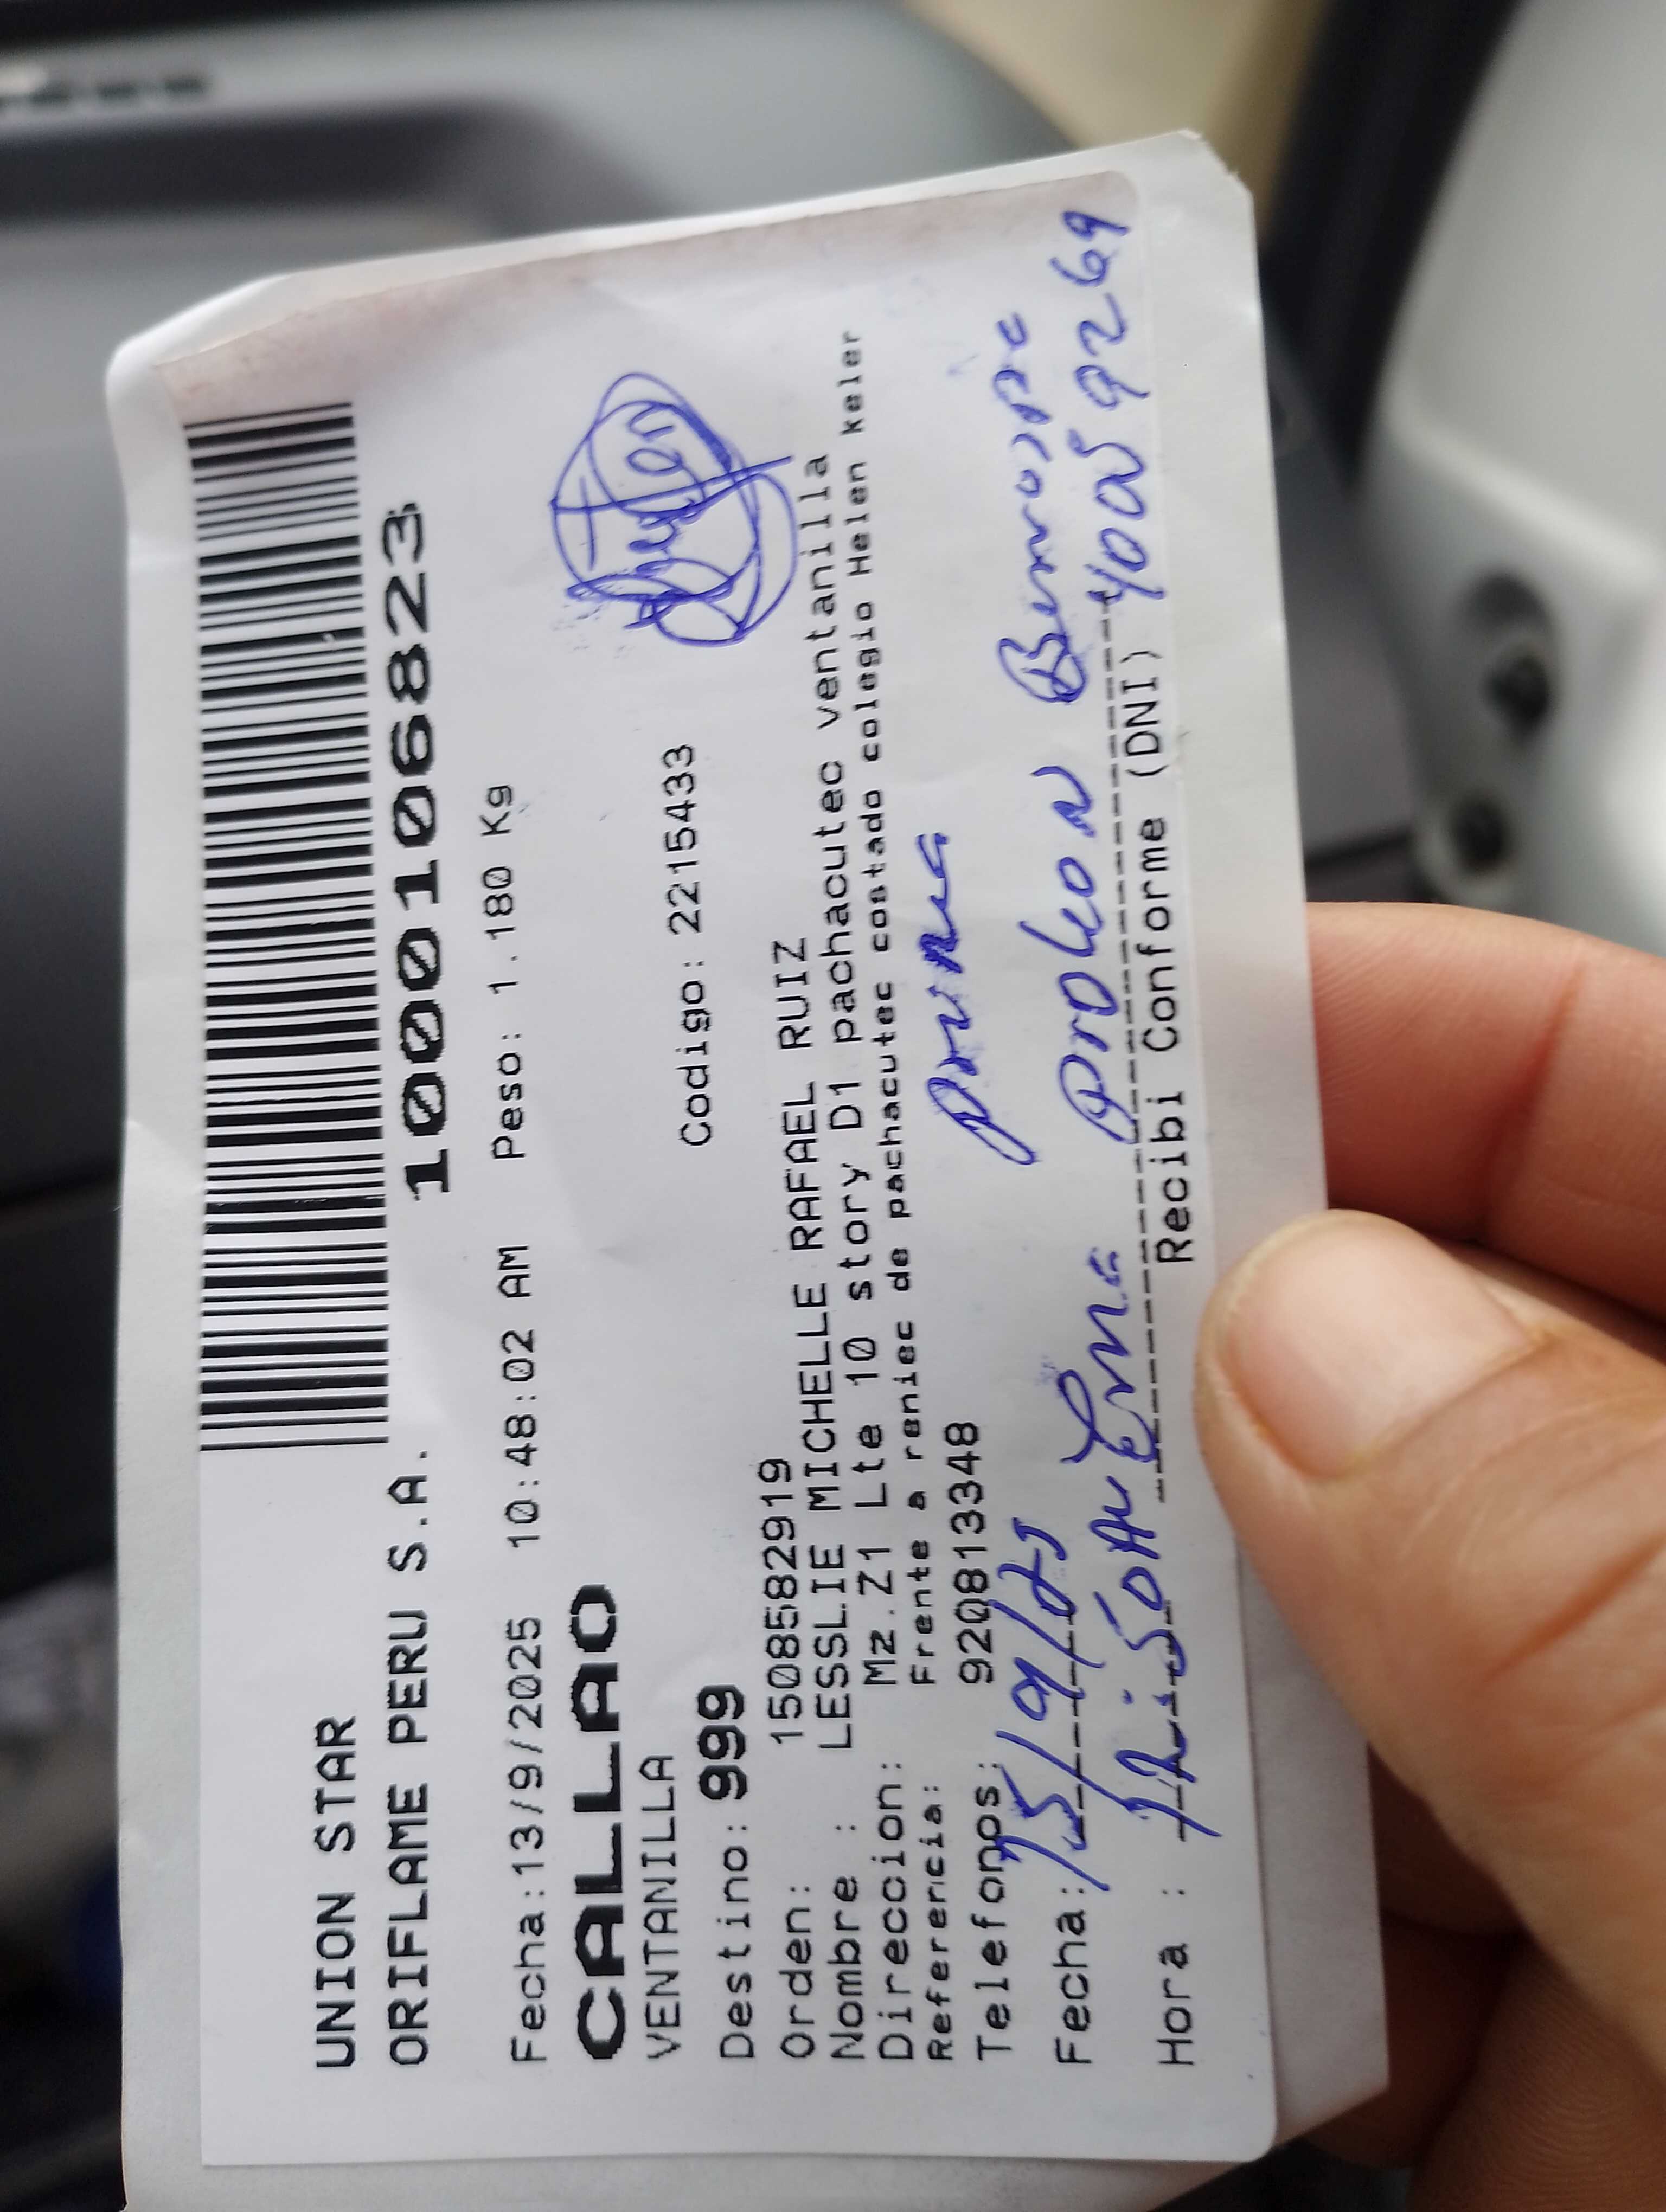 UNION STAR
ORIFLAME PERU S.A.
1000106823
Fecha:13/9/2025 10:48:02 AM Peso: 1.180 Kg
CALLAO
VENTANILLA
Destino: 999 Codigo: 2215433
Orden: 1508582919
Nombre : LESSLIE MICHELLE RAFAEL RUIZ
Direccion: Mz.Z1 Lte 10 story D1 pachacutec ventanilla
Referencia: Frente a reniec de pachacutec costado colegio Helen keler
Telefonos: 920813348
Prima
Fecha: 15/9/25
Hora : 12:50
Recibi Conforme (DNI)